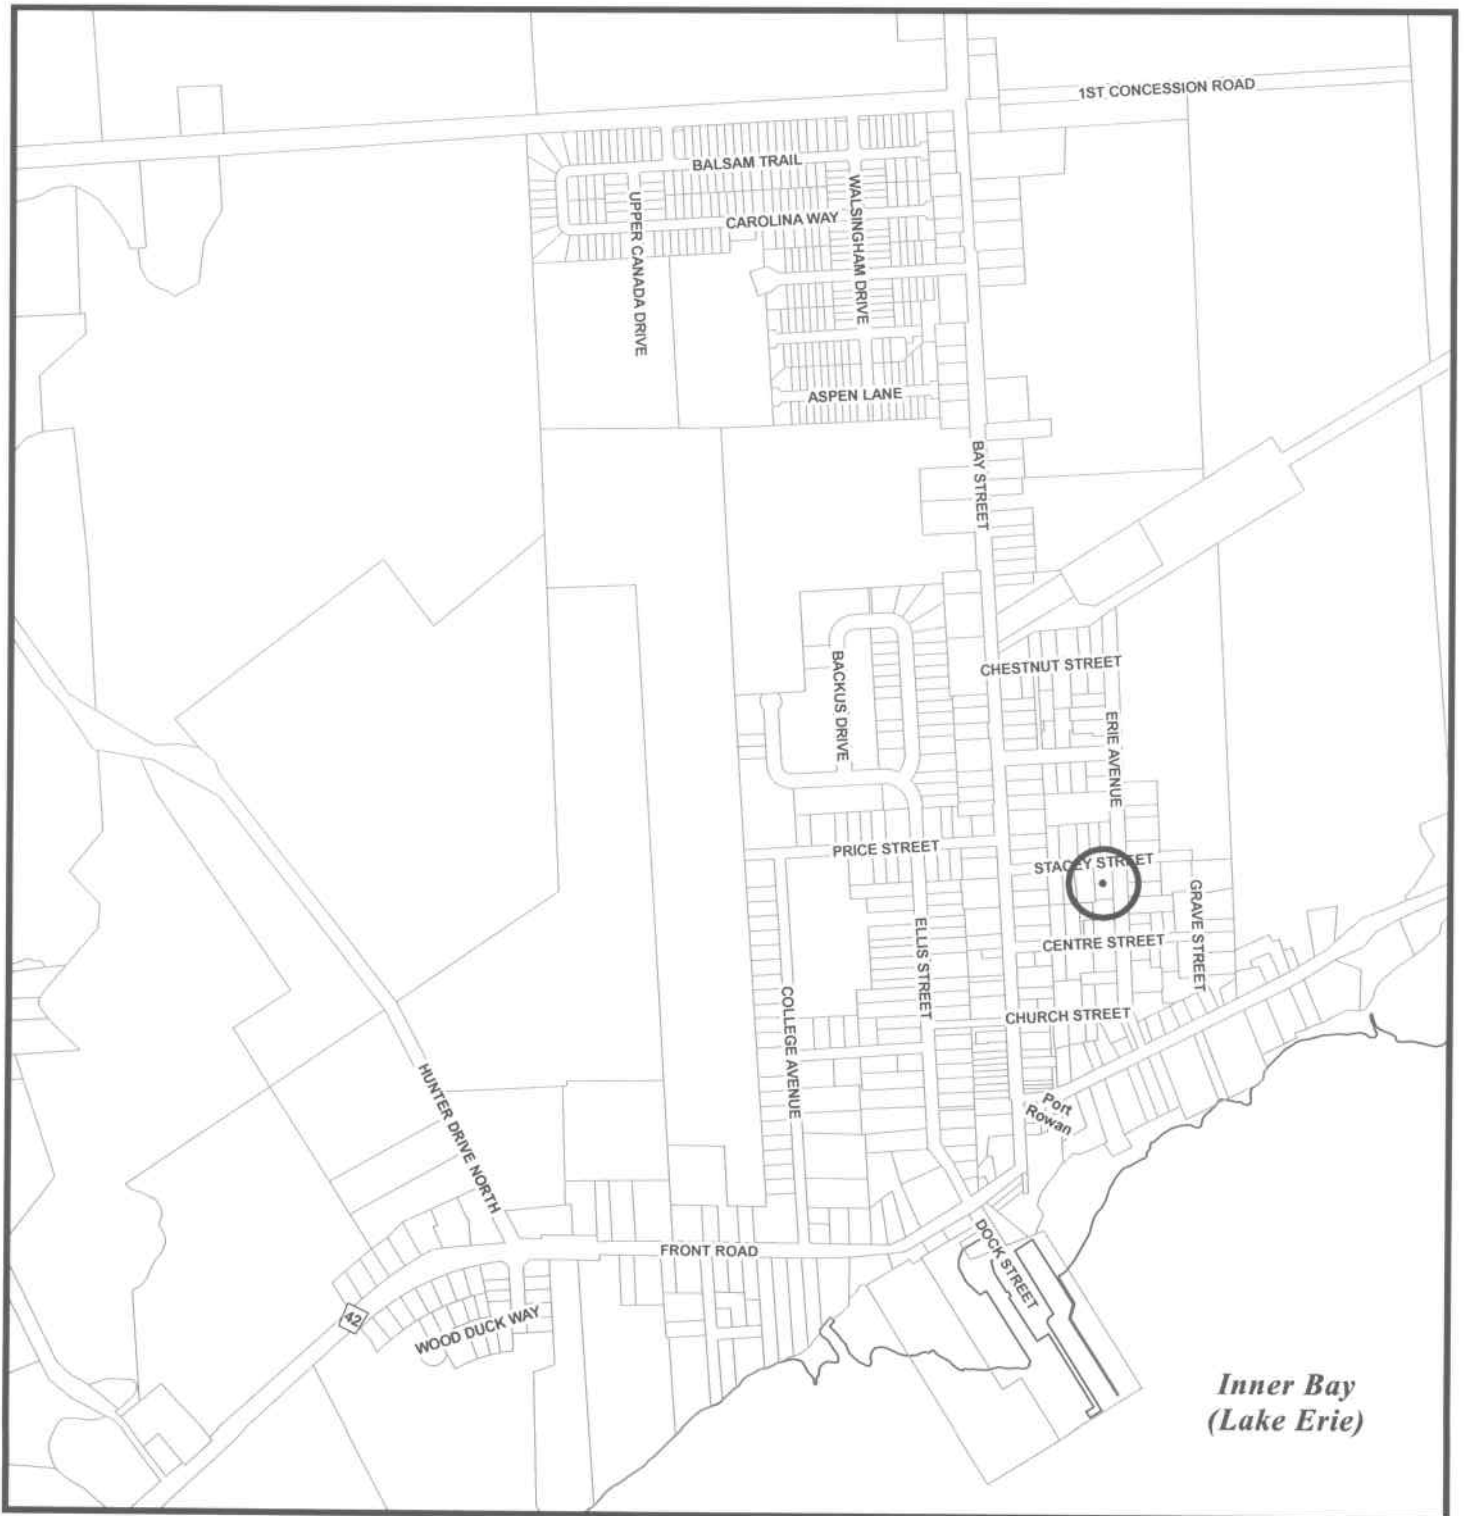 1ST CONCESSION ROAD
BALSAM TRAIL
UPPER CANADA DRIVE
CAROLINA WAY
WALSINGHAM DRIVE
ASPEN LANE
BAY STREET
CHESTNUT STREET
BACKUS DRIVE
ERIE AVENUE
PRICE STREET
STACEY STREET
GRAVE STREET
ELLIS STREET
CENTRE STREET
COLLEGE AVENUE
CHURCH STREET
HUNTER DRIVE NORTH
Port
Rowan
FRONT ROAD
DOCK STREET
42
WOOD DUCK WAY
Inner Bay
(Lake Erie)